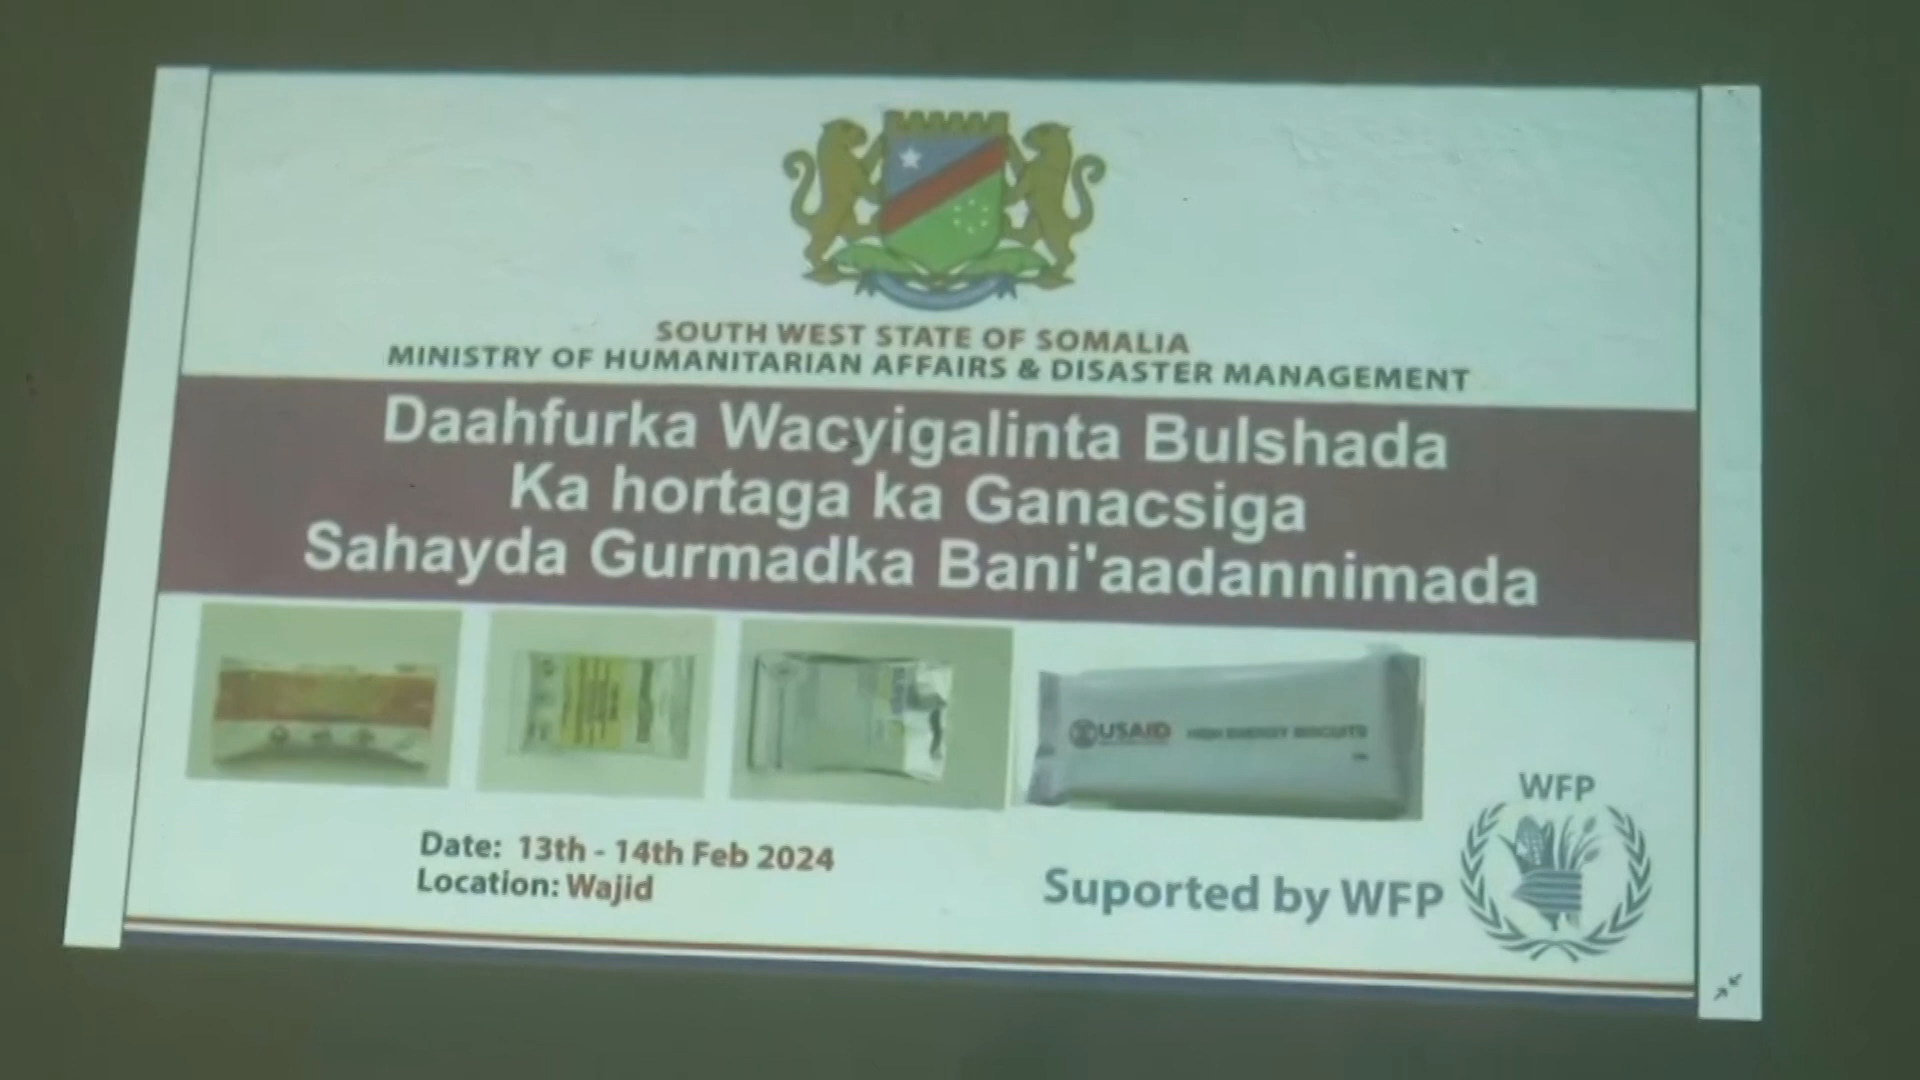 SOUTH WEST STATE OF SOMALIA
MINISTRY OF HUMANITARIAN AFFAIRS & DISASTER MANAGEMENT
Daahfurka Wacyigalinta Bulshada
Ka hortaga ka Ganacsiga
Sahayda Gurmadka Bani'aadannimada
USAID HIGH ENERGY BISCUITS
Date: 13th - 14th Feb 2024
Location: Wajid
Suported by WFP
WFP